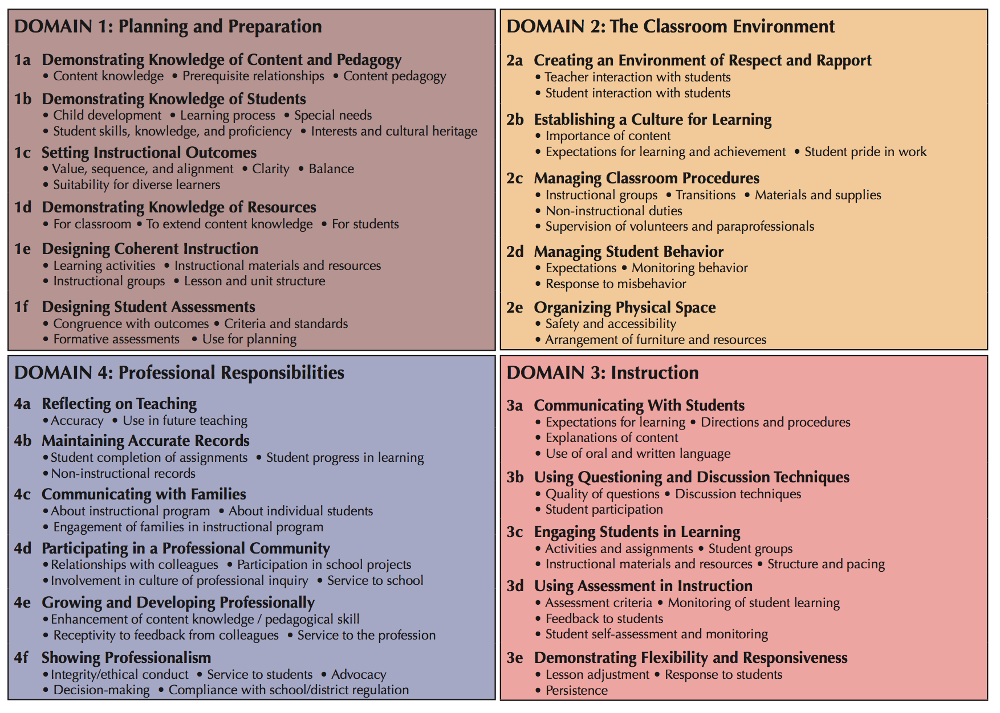 DOMAIN 1: Planning and Preparation
1a Demonstrating Knowledge of Content and Pedagogy
• Content knowledge • Prerequisite relationships • Content pedagogy
1b Demonstrating Knowledge of Students
• Child development • Learning process • Special needs
• Student skills, knowledge, and proficiency • Interests and cultural heritage
1c Setting Instructional Outcomes
• Value, sequence, and alignment • Clarity • Balance
• Suitability for diverse learners
1d Demonstrating Knowledge of Resources
• For classroom • To extend content knowledge • For students
1e Designing Coherent Instruction
• Learning activities • Instructional materials and resources
• Instructional groups • Lesson and unit structure
1f Designing Student Assessments
• Congruence with outcomes • Criteria and standards
• Formative assessments • Use for planning
DOMAIN 2: The Classroom Environment
2a Creating an Environment of Respect and Rapport
• Teacher interaction with students
• Student interaction with students
2b Establishing a Culture for Learning
• Importance of content
• Expectations for learning and achievement • Student pride in work
2c Managing Classroom Procedures
• Instructional groups • Transitions • Materials and supplies
• Non-instructional duties
• Supervision of volunteers and paraprofessionals
2d Managing Student Behavior
• Expectations • Monitoring behavior
• Response to misbehavior
2e Organizing Physical Space
• Safety and accessibility
• Arrangement of furniture and resources
DOMAIN 4: Professional Responsibilities
4a Reflecting on Teaching
• Accuracy • Use in future teaching
4b Maintaining Accurate Records
• Student completion of assignments • Student progress in learning
• Non-instructional records
4c Communicating with Families
• About instructional program • About individual students
• Engagement of families in instructional program
4d Participating in a Professional Community
• Relationships with colleagues • Participation in school projects
• Involvement in culture of professional inquiry • Service to school
4e Growing and Developing Professionally
• Enhancement of content knowledge / pedagogical skill
• Receptivity to feedback from colleagues • Service to the profession
4f Showing Professionalism
• Integrity/ethical conduct • Service to students • Advocacy
• Decision-making • Compliance with school/district regulation
DOMAIN 3: Instruction
3a Communicating With Students
• Expectations for learning • Directions and procedures
• Explanations of content
• Use of oral and written language
3b Using Questioning and Discussion Techniques
• Quality of questions • Discussion techniques
• Student participation
3c Engaging Students in Learning
• Activities and assignments • Student groups
• Instructional materials and resources • Structure and pacing
3d Using Assessment in Instruction
• Assessment criteria • Monitoring of student learning
• Feedback to students
• Student self-assessment and monitoring
3e Demonstrating Flexibility and Responsiveness
• Lesson adjustment • Response to students
• Persistence